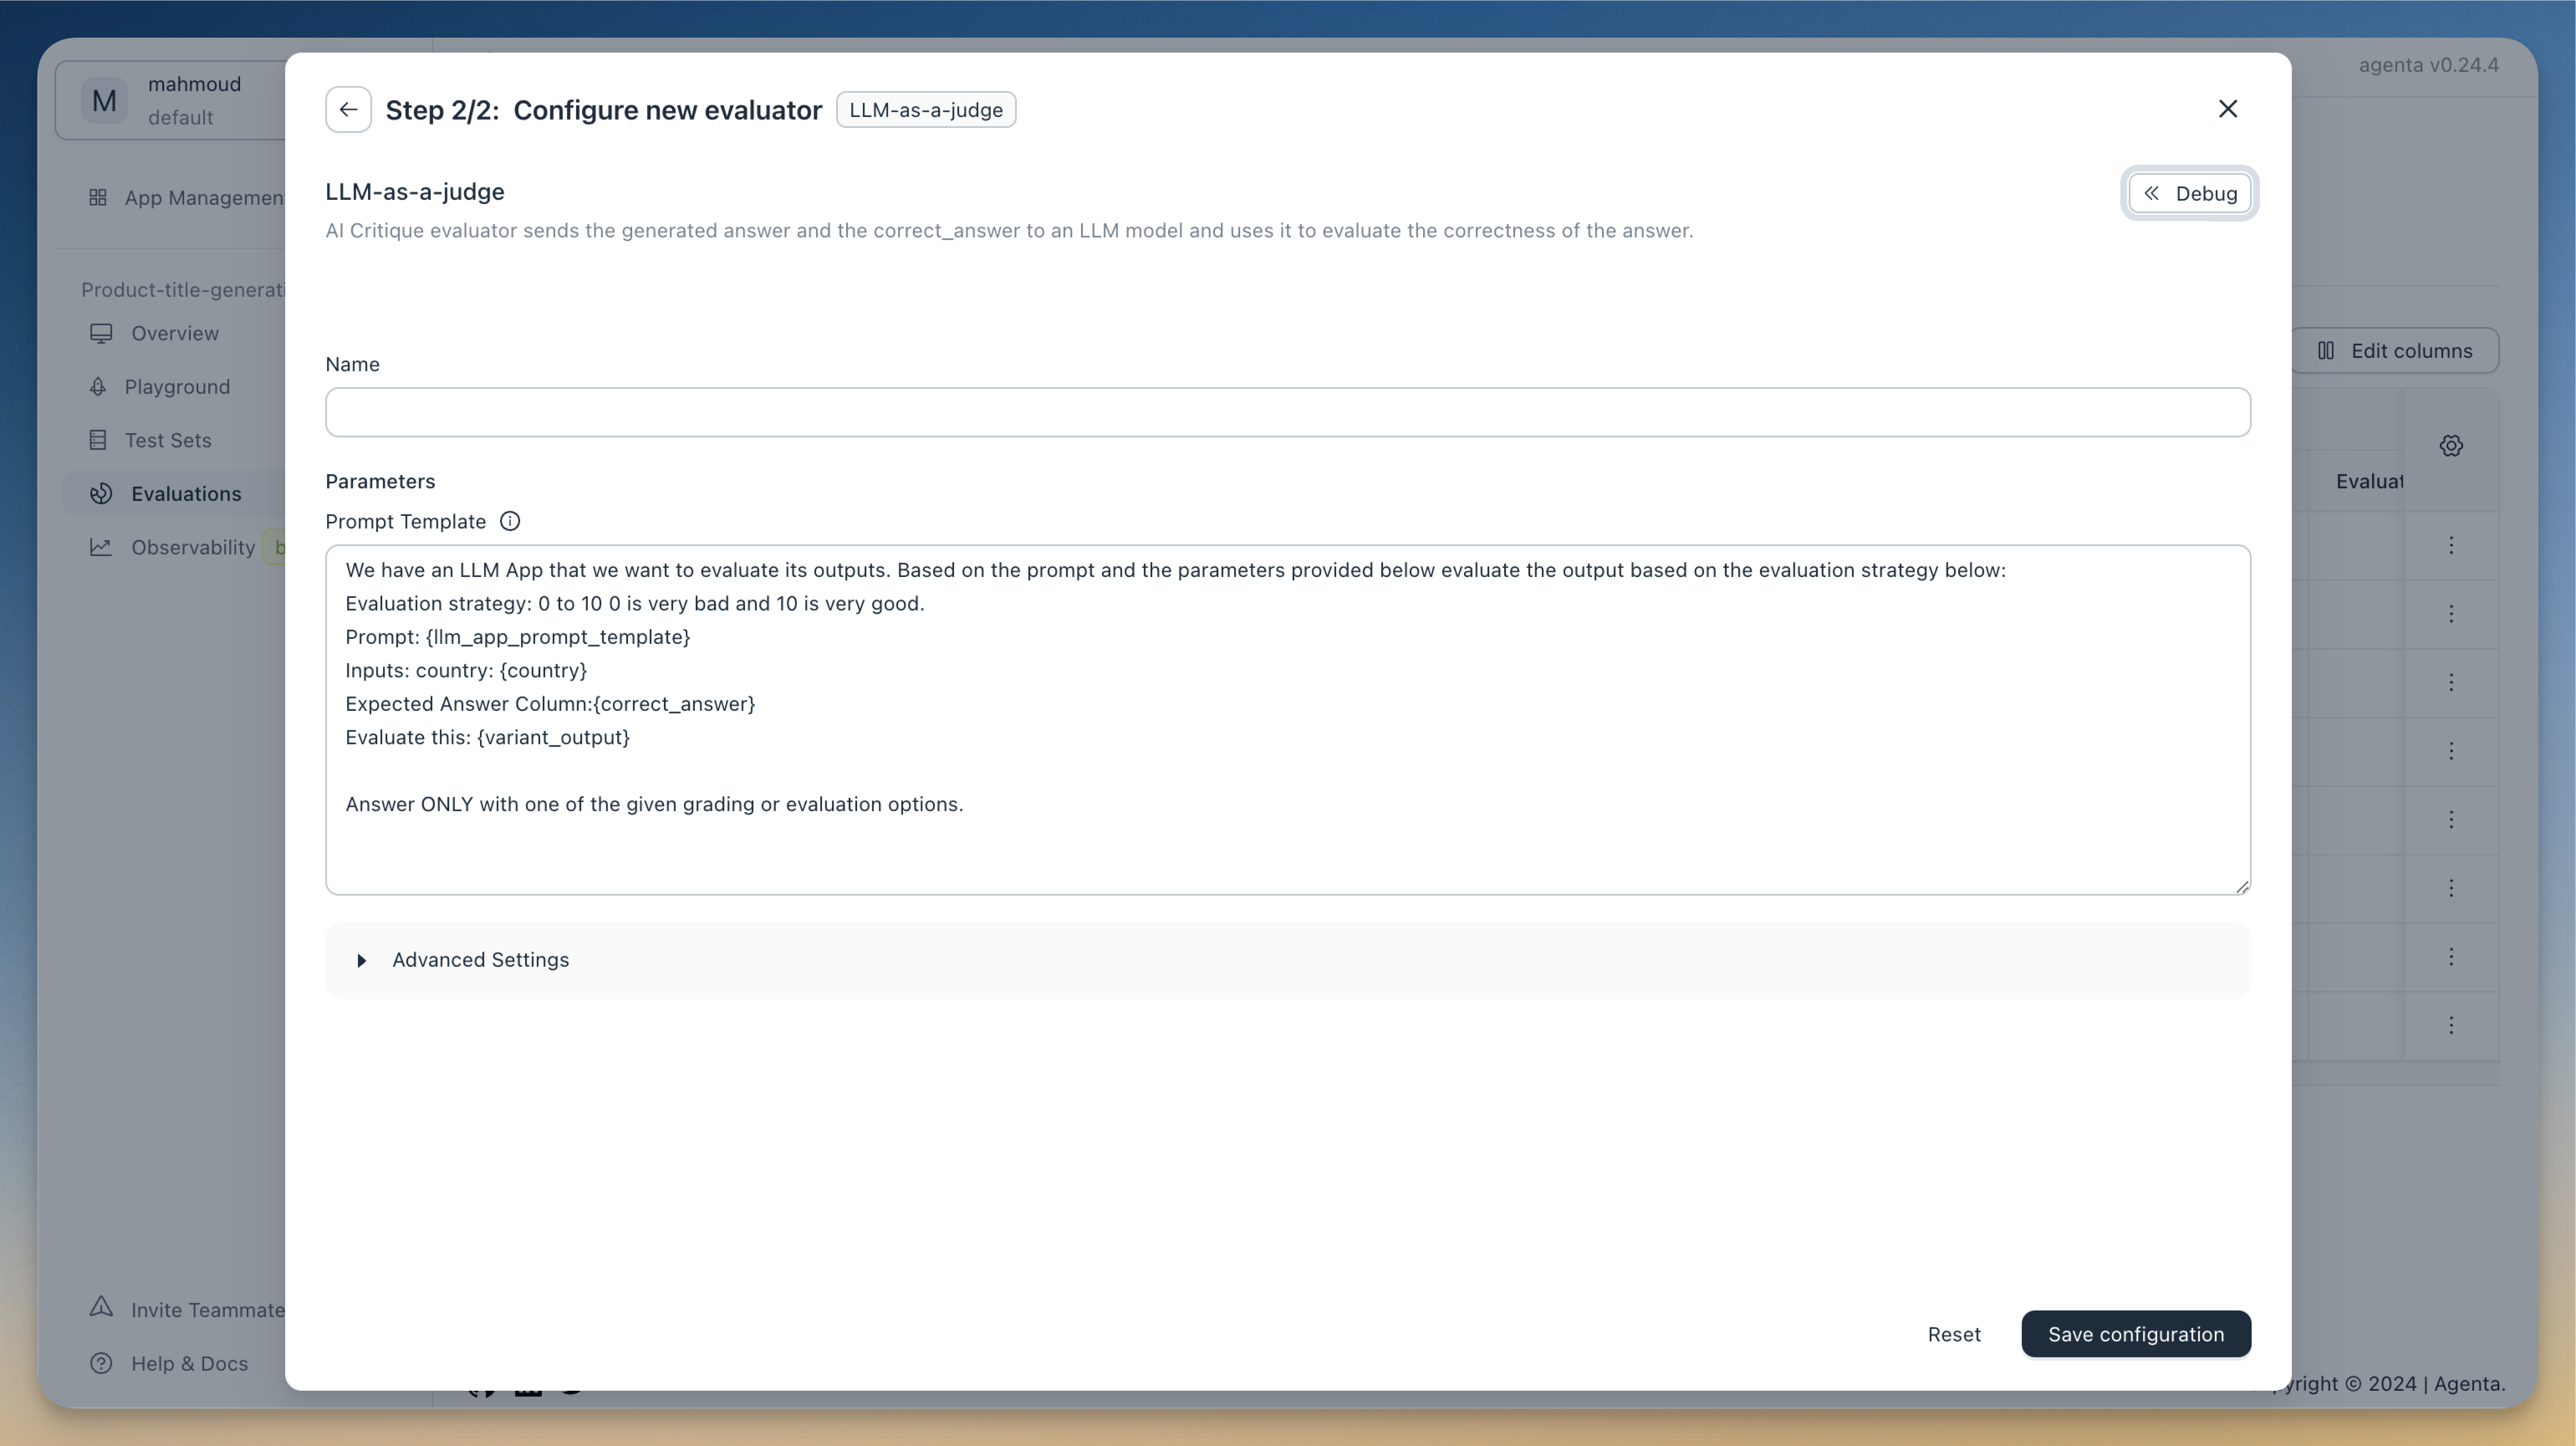 M
mahmoud
default
App Managemen
Product-title-generati
Overview
Playground
Test Sets
Evaluations
Observability b
Invite Teammate
Help & Docs
agenta v0.24.4
Step 2/2: Configure new evaluator LLM-as-a-judge
LLM-as-a-judge
Debug
AI Critique evaluator sends the generated answer and the correct_answer to an LLM model and uses it to evaluate the correctness of the answer.
Name
Parameters
Prompt Template
We have an LLM App that we want to evaluate its outputs. Based on the prompt and the parameters provided below evaluate the output based on the evaluation strategy below:
Evaluation strategy: 0 to 10 0 is very bad and 10 is very good.
Prompt: {llm_app_prompt_template}
Inputs: country: {country}
Expected Answer Column:{correct_answer}
Evaluate this: {variant_output}
Answer ONLY with one of the given grading or evaluation options.
Advanced Settings
Reset
Save configuration
Edit columns
Evaluat
yright © 2024 | Agenta.